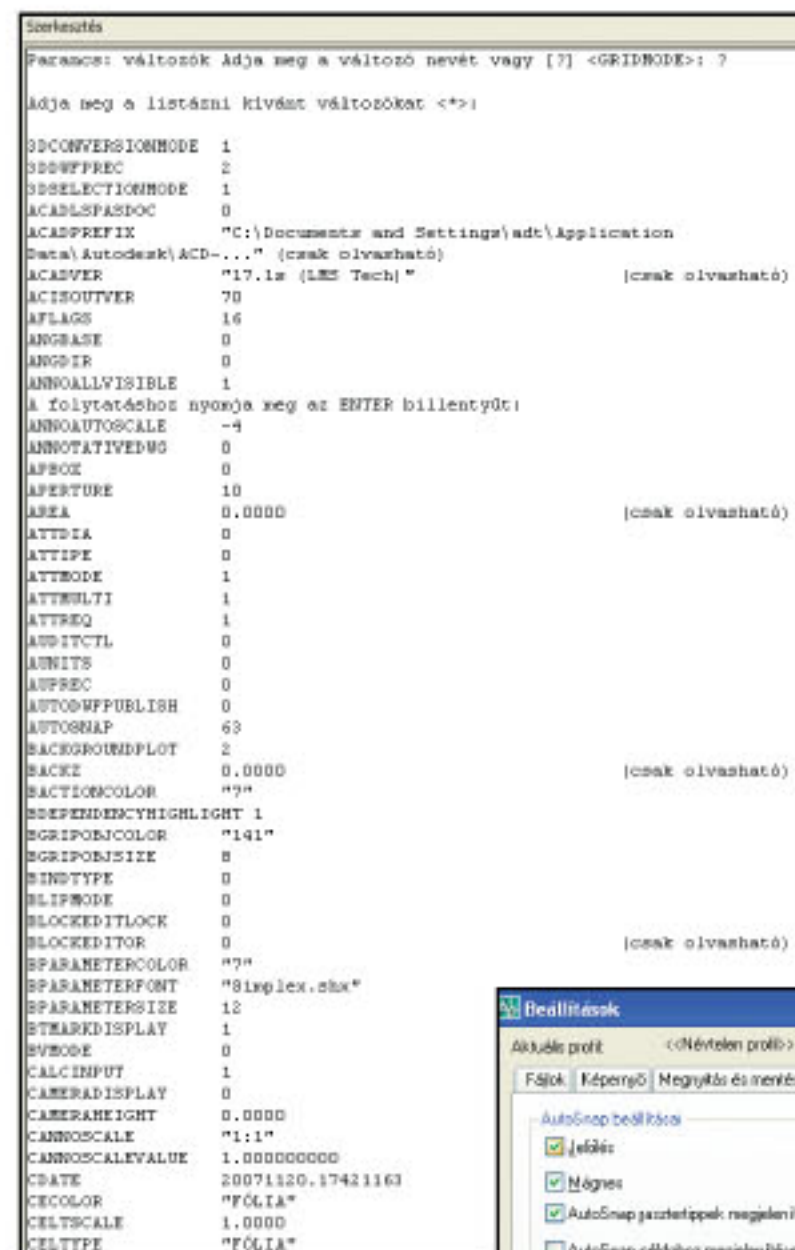 Szerkesztés
Parancs: változók Adja meg a változó nevét vagy [?] <GRIDMODE>: ?
Adja meg a listázni kívánt változókat <*>:
3DCONVERSIONMODE 1
3DDWFPREC 2
3DSELECTIONMODE 1
ACADLSPASDOC 0
ACADPREFIX "C:\Documents and Settings\adt\Application
Data\Autodesk\ACD-..." (csak olvasható)
ACADVER "17.1s (LMS Tech)" (csak olvasható)
ACISOUTVER 70
AFLAGS 16
ANGBASE 0
ANGDIR 0
ANNOALLVISIBLE 1
A folytatáshoz nyomja meg az ENTER billentyűt:
ANNOAUTOSCALE -4
ANNOTATIVEDWG 0
APBOX 0
APERTURE 10
AREA 0.0000 (csak olvasható)
ATTDIA 0
ATTIPE 0
ATTMODE 1
ATTMULTI 1
ATTREQ 1
AUDITCTL 0
AUNITS 0
AUPREC 0
AUTODWFPUBLISH 0
AUTOSNAP 63
BACKGROUNDPLOT 2
BACKZ 0.0000 (csak olvasható)
BACTIONCOLOR "7"
BDEPENDENCYHIGHLIGHT 1
BGRIPOBJCOLOR "141"
BGRIPOBJSIZE 8
BINDTYPE 0
BLIPMODE 0
BLOCKEDITLOCK 0
BLOCKEDITOR 0 (csak olvasható)
BPARAMETERCOLOR "7"
BPARAMETERFONT "Simplex.shx"
BPARAMETERSIZE 12
BTMARKDISPLAY 1
BVMODE 0
CALCINPUT 1
CAMERADISPLAY 0
CAMERAHEIGHT 0.0000
CANNOSCALE "1:1"
CANNOSCALEVALUE 1.000000000
CDATE 20071120.17421163
CECOLOR "FÓLIA"
CELTSCALE 1.0000
CELTYPE "FÓLIA"
Beállítások
Aktuális profil: <<Névtelen profil>>
Fájlok Képernyő Megnyitás és mentés
AutoSnap beállításai
Jelölés
Mágnes
AutoSnap
AutoSnap